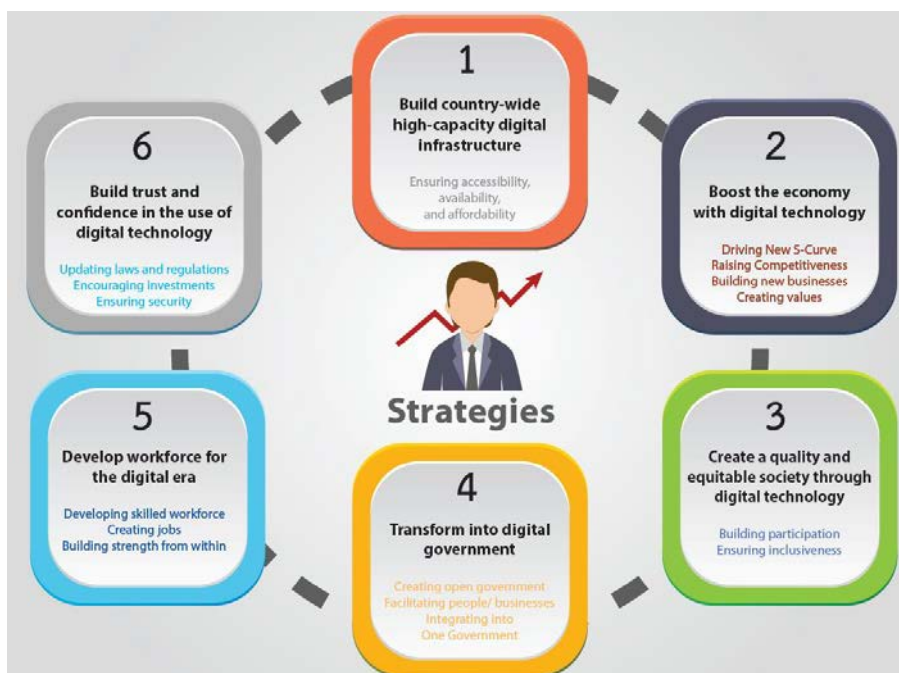 1
Build country-wide
high-capacity digital
infrastructure
Ensuring accessibility,
availability,
and affordability
2
Boost the economy
with digital technology
Driving New S-Curve
Raising Competitiveness
Building new businesses
Creating values
3
Create a quality and
equitable society through
digital technology
Building participation
Ensuring inclusiveness
4
Transform into digital
government
Creating open government
Facilitating people/ businesses
Integrating into
One Government
5
Develop workforce for
the digital era
Developing skilled workforce
Creating jobs
Building strength from within
6
Build trust and
confidence in the use of
digital technology
Updating laws and regulations
Encouraging investments
Ensuring security
Strategies